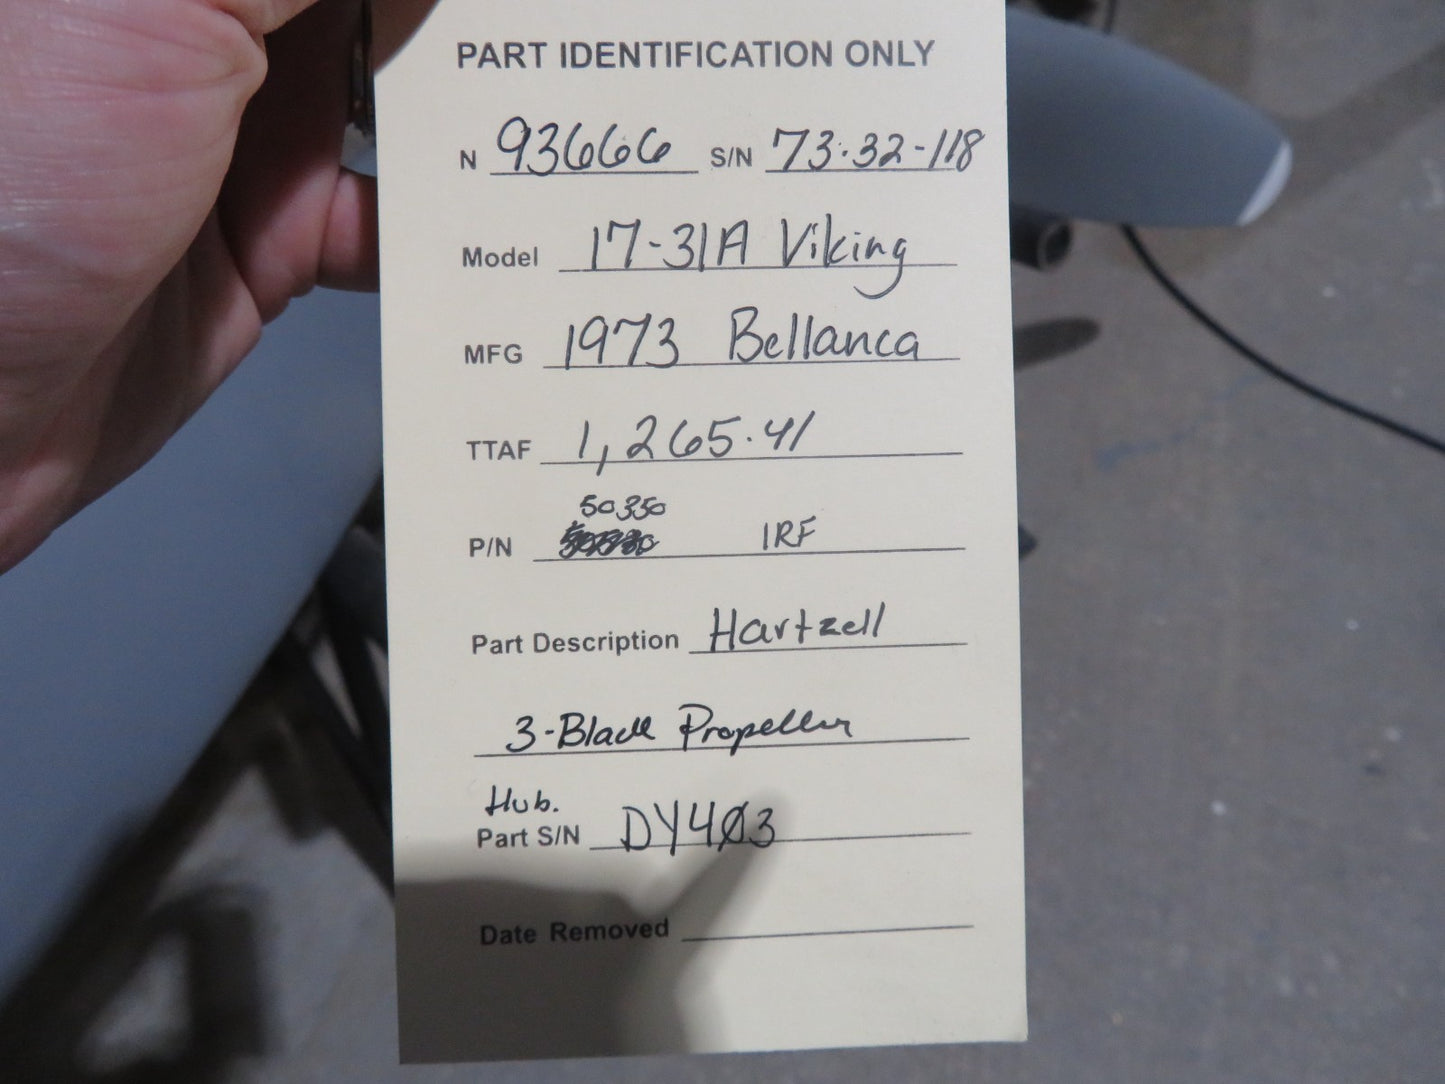 PART IDENTIFICATION ONLY
N 93666 S/N 73-32-118
Model 17-31A Viking
MFG 1973 Bellanca
TTAF 1,265.41
50350
P/N IRF
Part Description Hartzell
3-Blade Propeller
Hub.
Part S/N DY4Ø3
Date Removed